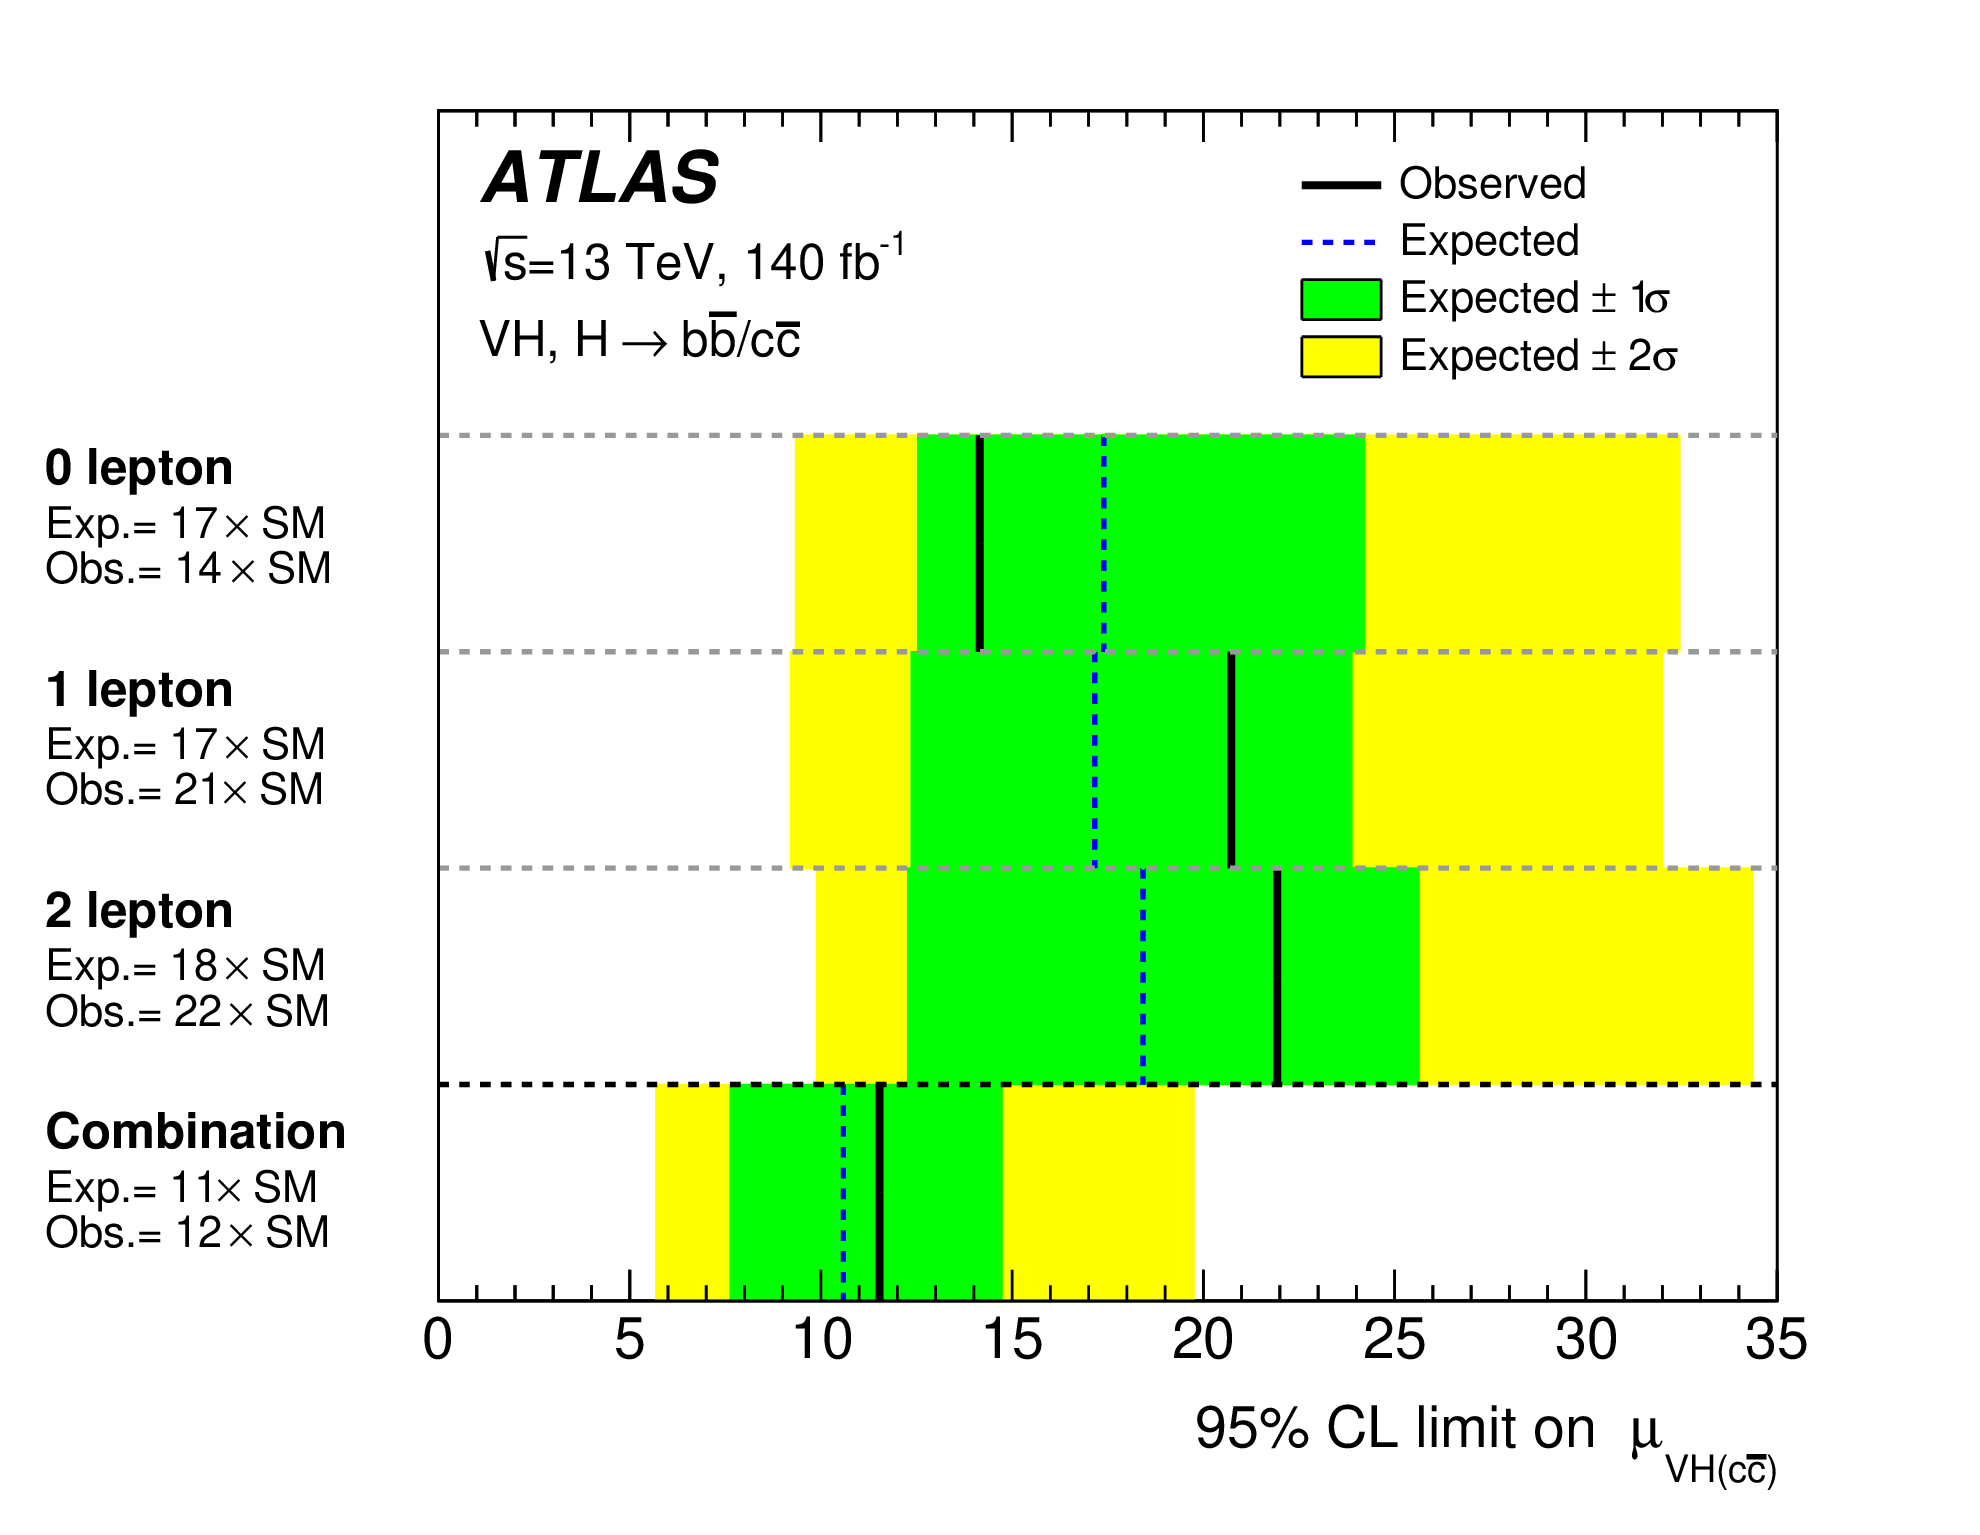 ATLAS
√s=13 TeV, 140 fb⁻¹
VH, H → bb̅/cc̅
Observed
Expected
Expected ± 1σ
Expected ± 2σ
0 lepton
Exp.= 17× SM
Obs.= 14× SM
1 lepton
Exp.= 17× SM
Obs.= 21× SM
2 lepton
Exp.= 18× SM
Obs.= 22× SM
Combination
Exp.= 11× SM
Obs.= 12× SM
0 5 10 15 20 25 30 35
95% CL limit on μ VH(cc̅)